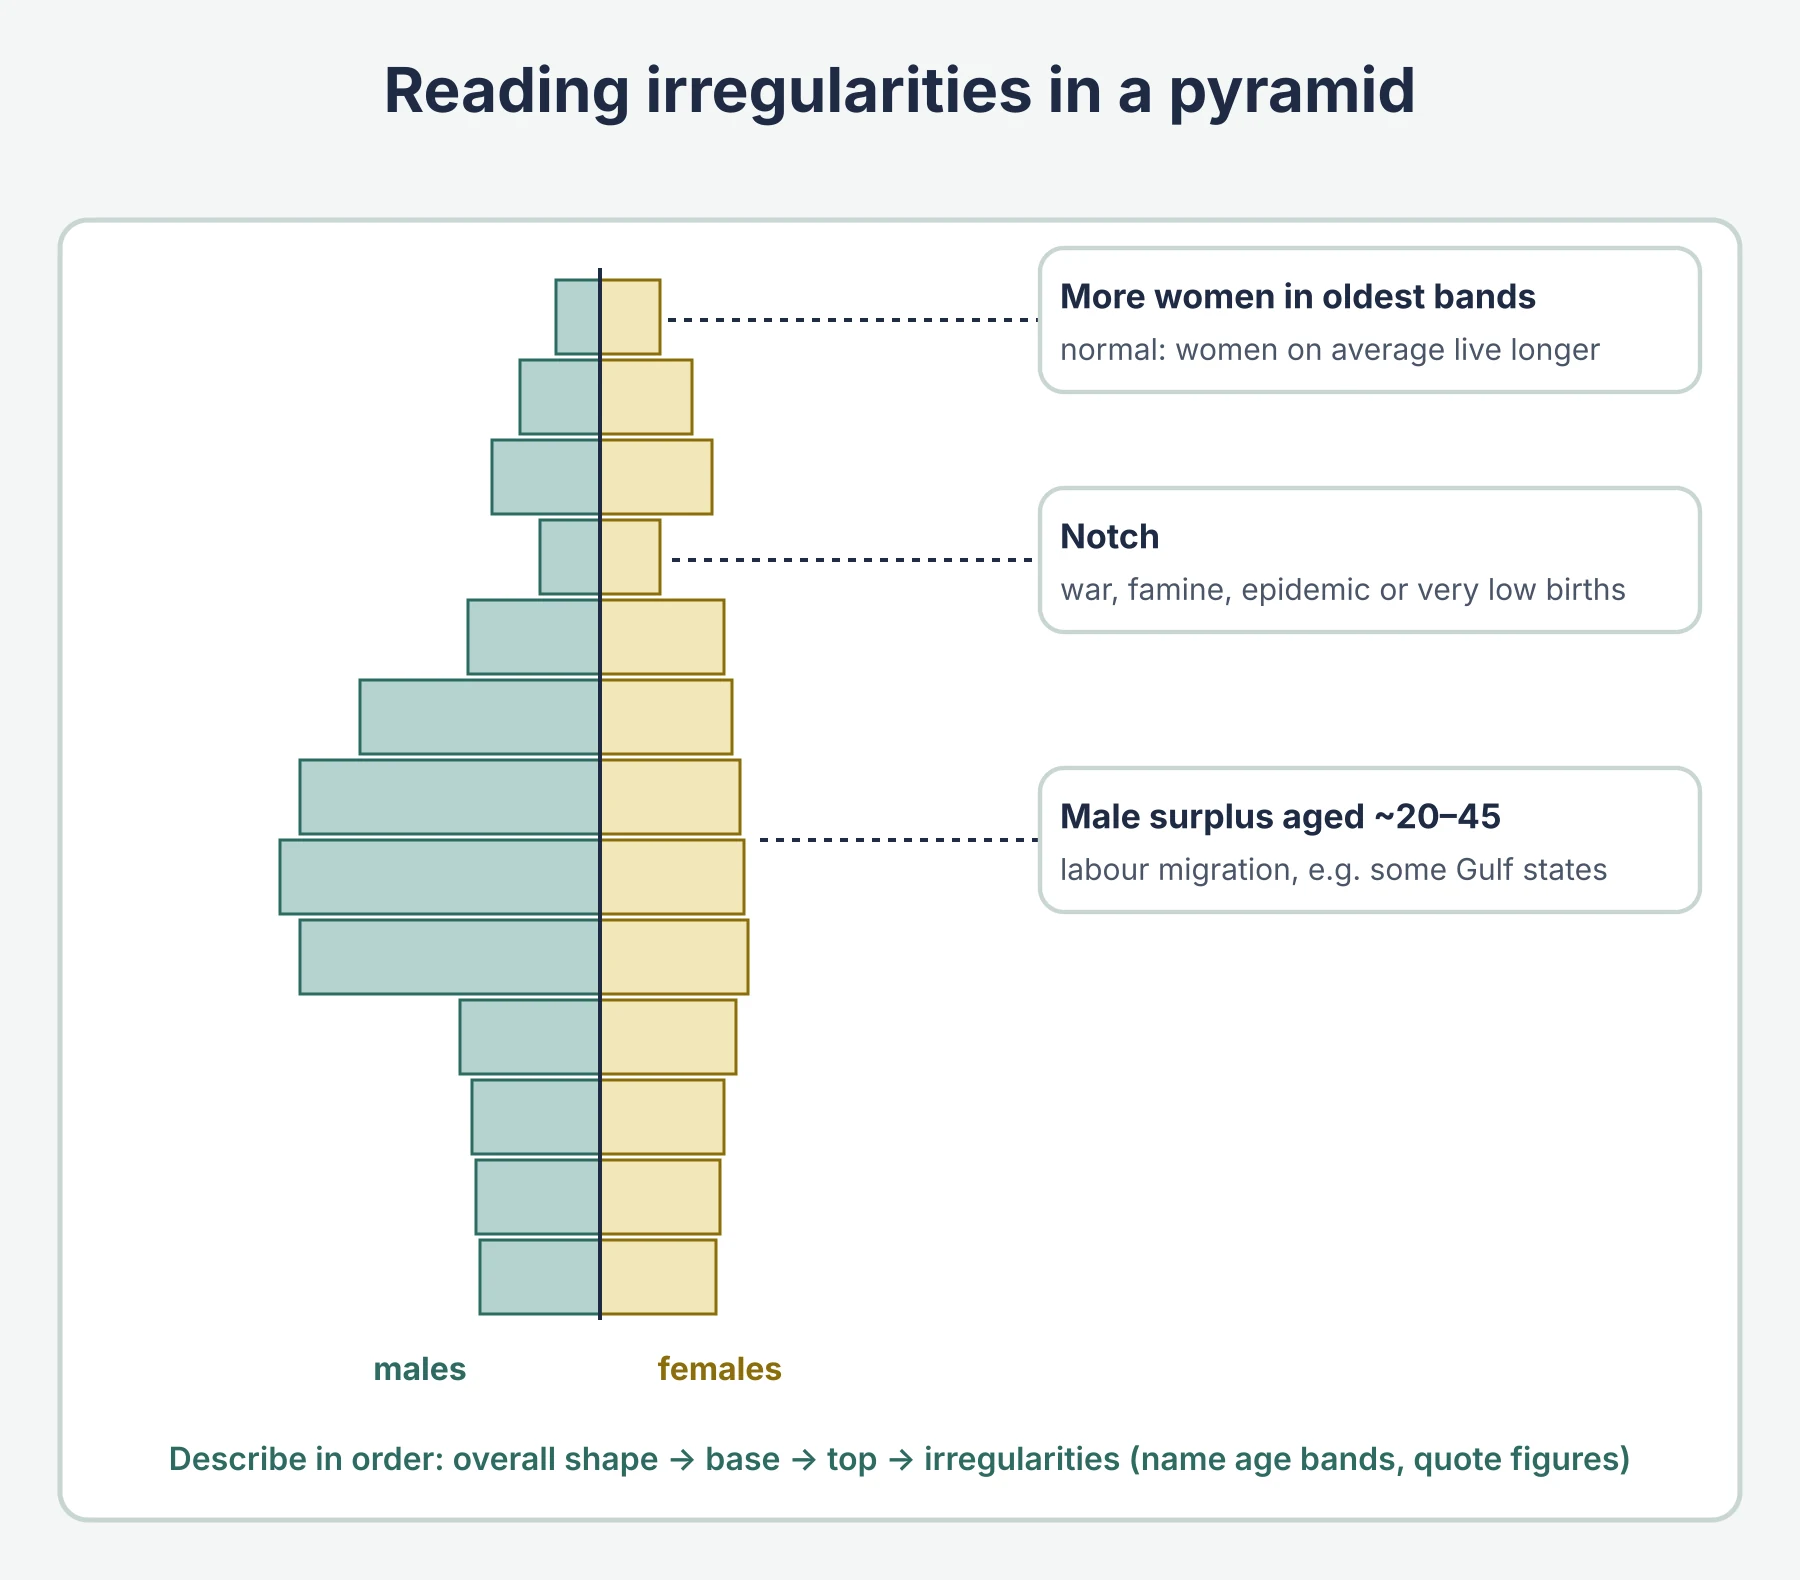 Reading irregularities in a pyramid
More women in oldest bands
normal: women on average live longer
Notch
war, famine, epidemic or very low births
Male surplus aged ~20–45
labour migration, e.g. some Gulf states
males
females
Describe in order: overall shape → base → top → irregularities (name age bands, quote figures)